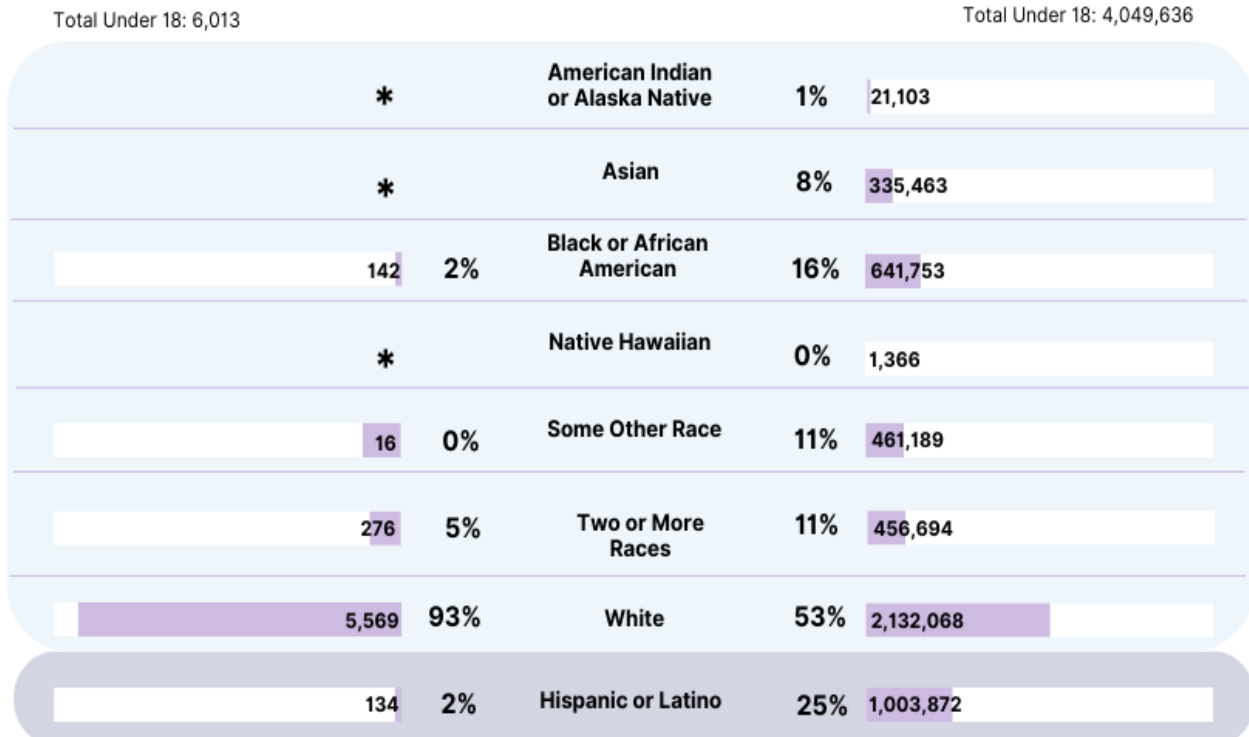 Total Under 18: 6,013
Total Under 18: 4,049,636
*
American Indian
or Alaska Native
1%
21,103
*
Asian
8%
335,463
142
2%
Black or African
American
16%
641,753
*
Native Hawaiian
0%
1,366
16
0%
Some Other Race
11%
461,189
276
5%
Two or More
Races
11%
456,694
5,569
93%
White
53%
2,132,068
134
2%
Hispanic or Latino
25%
1,003,872